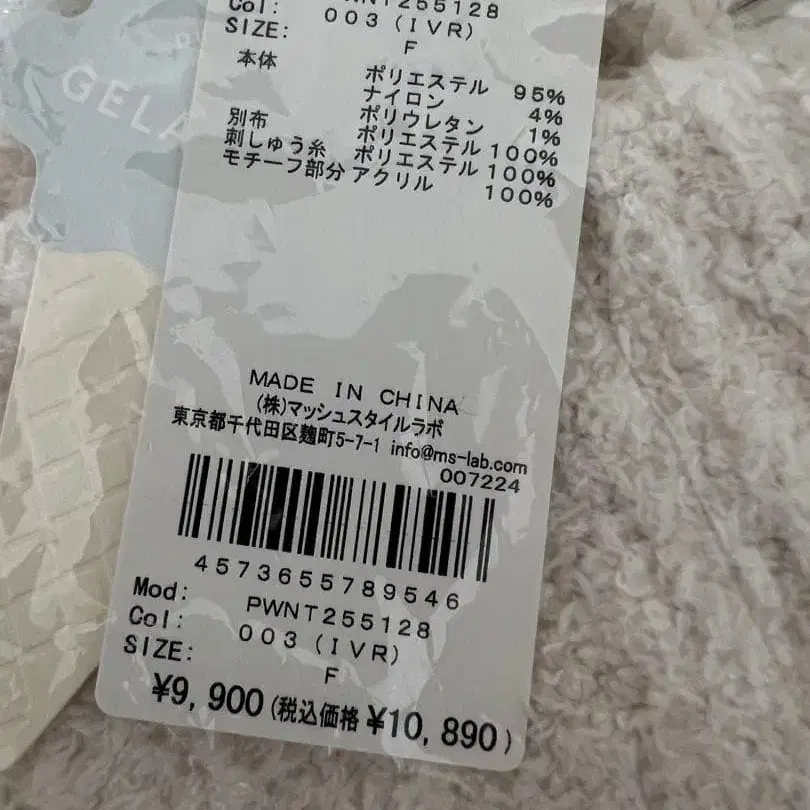 GELA
Col: PWNT255128
SIZE: 003(IVR)
F
本体 ポリエステル 95%
ナイロン 4%
ポリウレタン 1%
別布 ポリエステル 100%
刺しゅう糸 ポリエステル 100%
モチーフ部分 アクリル 100%
MADE IN CHINA
(株)マッシュスタイルラボ
東京都千代田区麹町5-7-1 info@ms-lab.com
007224
4573655789546
Mod: PWNT255128
Col: 003(IVR)
SIZE: F
¥9,900(税込価格¥10,890)